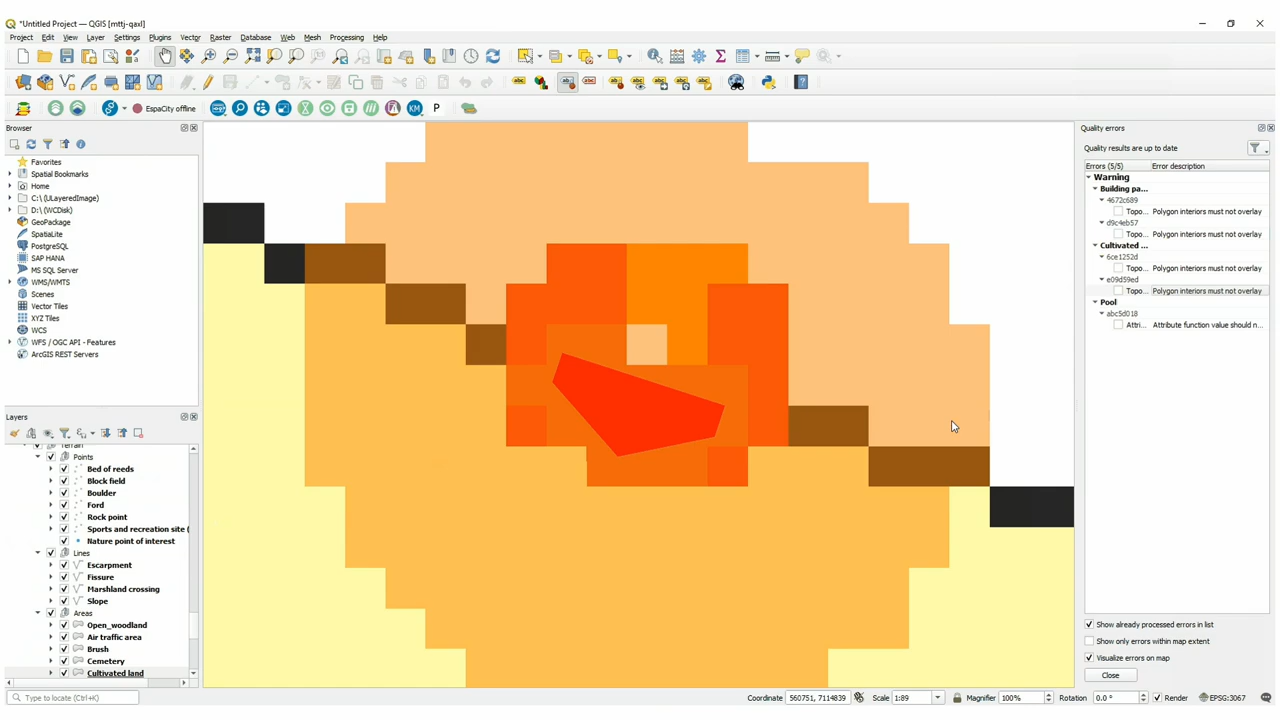 *Untitled Project — QGIS [mttj-qaxl]
Project Edit View Layer Settings Plugins Vector Raster Database Web Mesh Processing Help
EspaCity offline
KM
P
Browser
Favorites
Spatial Bookmarks
Home
C:\ (ULayeredImage)
D:\ (WCDisk)
GeoPackage
SpatiaLite
PostgreSQL
SAP HANA
MS SQL Server
WMS/WMTS
Scenes
Vector Tiles
XYZ Tiles
WCS
WFS / OGC API - Features
ArcGIS REST Servers
Layers
Terrain
Points
Bed of reeds
Block field
Boulder
Ford
Rock point
Sports and recreation site (
Nature point of interest
Lines
Escarpment
Fissure
Marshland crossing
Slope
Areas
Open_woodland
Air traffic area
Brush
Cemetery
Cultivated land
Quality errors
Quality results are up to date
Errors (5/5) Error description
Warning
Building pa...
4672c689
Topo... Polygon interiors must not overlay
d9c4eb57
Topo... Polygon interiors must not overlay
Cultivated ...
6ce1252d
Topo... Polygon interiors must not overlay
e09d59ed
Topo... Polygon interiors must not overlay
Pool
abc5d018
Attri... Attribute function value should n...
Show already processed errors in list
Show only errors within map extent
Visualize errors on map
Close
Type to locate (Ctrl+K)
Coordinate 560751, 7114839 Scale 1:89 Magnifier 100% Rotation 0.0 ° Render EPSG:3067